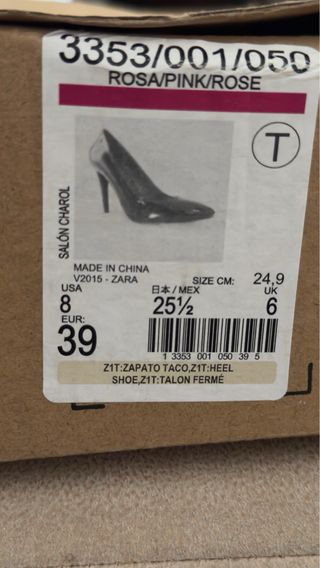 3353/001/050
ROSA/PINK/ROSE
T
SALÓN CHAROL
MADE IN CHINA
V2015 - ZARA
SIZE CM: 24,9
USA 日本/MEX UK
8 25½ 6
EUR:
39
1 3353 001 050 39 5
Z1T:ZAPATO TACO,Z1T:HEEL
SHOE,Z1T:TALON FERMÉ